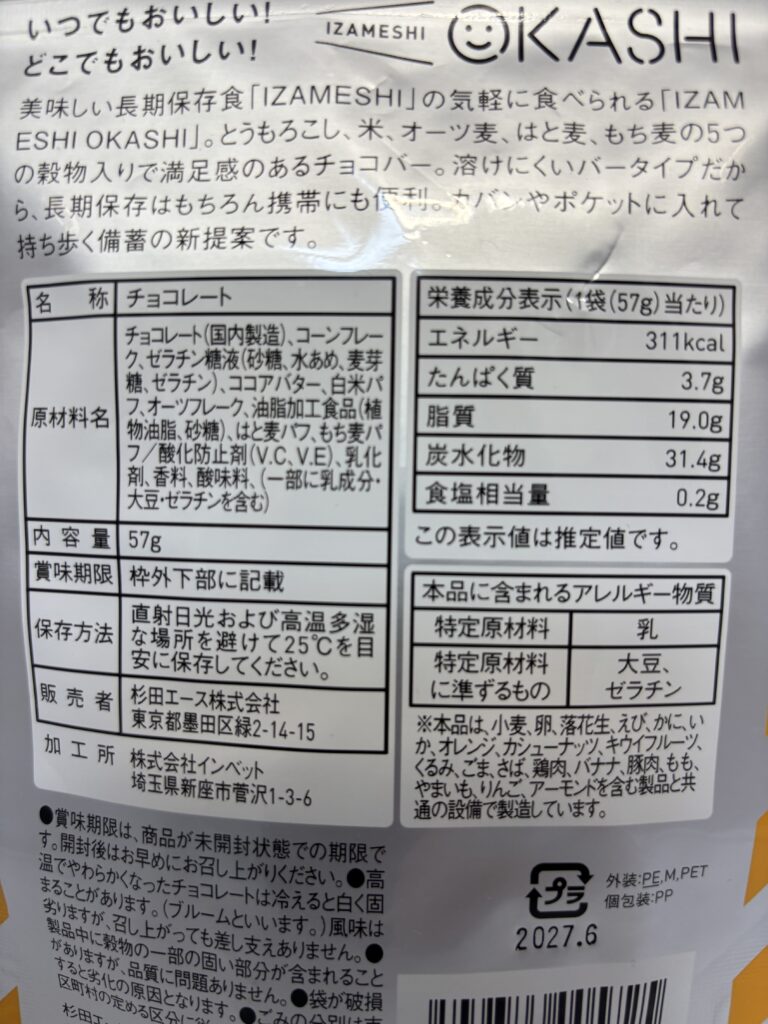 いつでもおいしい!
どこでもおいしい!
IZAMESHI
OKASHI
美味しい長期保存食「IZAMESHI」の気軽に食べられる「IZAM
ESHI OKASHI」。とうもろこし、米、オーツ麦、はと麦、もち麦の5つ
の穀物入りで満足感のあるチョコバー。溶けにくいバータイプだか
ら、長期保存はもちろん携帯にも便利。カバンやポケットに入れて
持ち歩く備蓄の新提案です。
名 称 チョコレート
原材料名
チョコレート(国内製造)、コーンフレー
ク、ゼラチン糖液(砂糖、水あめ、麦芽
糖、ゼラチン)、ココアバター、白米パ
フ、オーツフレーク、油脂加工食品(植
物油脂、砂糖)、はと麦パフ、もち麦パ
フ/酸化防止剤(V.C、V.E)、乳化
剤、香料、酸味料、(一部に乳成分・
大豆・ゼラチンを含む)
内容量 57g
賞味期限 枠外下部に記載
保存方法
直射日光および高温多湿
な場所を避けて25℃を目
安に保存してください。
販売者
杉田エース株式会社
東京都墨田区緑2-14-15
加工所 株式会社インベット
埼玉県新座市菅沢1-3-6
栄養成分表示(1袋(57g)当たり)
エネルギー 311kcal
たんぱく質 3.7g
脂質 19.0g
炭水化物 31.4g
食塩相当量 0.2g
この表示値は推定値です。
本品に含まれるアレルギー物質
特定原材料 乳
特定原材料
に準ずるもの
大豆、
ゼラチン
※本品は、小麦、卵、落花生、えび、かに、い
か、オレンジ、カシューナッツ、キウイフルーツ、
くるみ、ごま、さば、鶏肉、バナナ、豚肉、もも、
やまいも、りんご、アーモンドを含む製品と共
通の設備で製造しています。
●賞味期限は、商品が未開封状態での期限で
す。開封後はお早めにお召し上がりください。●高
温でやわらかくなったチョコレートは冷えると白く固
まることがあります。(ブルームといいます。)風味は
劣りますが、召し上がっても差し支えありません。●
製品中に穀物の一部の固い部分が含まれること
がありますが、品質に問題ありません。●袋が破損
すると劣化の原因となります。●ごみの分別は市
区町村の定める区分に従
杉田エ
プラ
外装:PE,M,PET
個包装:PP
2027.6